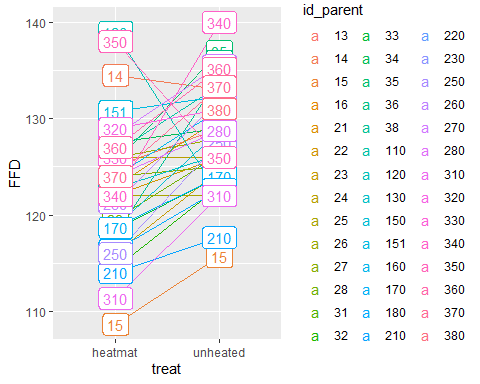 id_parent
140
340
350
35
360
14
370
130
151
380
320
280
360
350
370
170
340
120
310
170
210
250
210
15
310
110
15
heatmat unheated
treat
FFD
a 13 a 33 a 220
a 14 a 34 a 230
a 15 a 35 a 250
a 16 a 36 a 260
a 21 a 38 a 270
a 22 a 110 a 280
a 23 a 120 a 310
a 24 a 130 a 320
a 25 a 150 a 330
a 26 a 151 a 340
a 27 a 160 a 350
a 28 a 170 a 360
a 31 a 180 a 370
a 32 a 210 a 380